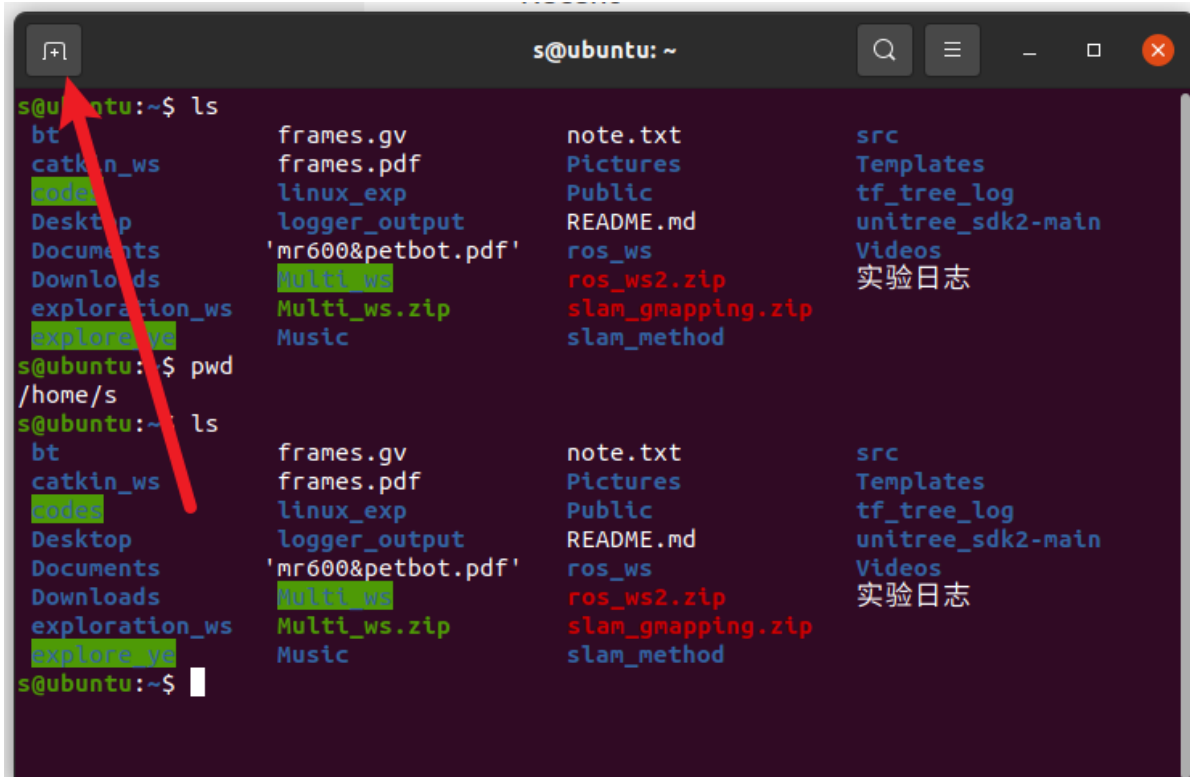 s@ubuntu: ~
s@ubuntu:~$ ls
bt frames.gv note.txt src
catkin_ws frames.pdf Pictures Templates
codes linux_exp Public tf_tree_log
Desktop logger_output README.md unitree_sdk2-main
Documents 'mr600&petbot.pdf' ros_ws Videos
Downloads Multi_ws ros_ws2.zip 实验日志
exploration_ws Multi_ws.zip slam_gmapping.zip
explore_ye Music slam_method
s@ubuntu:~$ pwd
/home/s
s@ubuntu:~$ ls
bt frames.gv note.txt src
catkin_ws frames.pdf Pictures Templates
codes linux_exp Public tf_tree_log
Desktop logger_output README.md unitree_sdk2-main
Documents 'mr600&petbot.pdf' ros_ws Videos
Downloads Multi_ws ros_ws2.zip 实验日志
exploration_ws Multi_ws.zip slam_gmapping.zip
explore_ye Music slam_method
s@ubuntu:~$